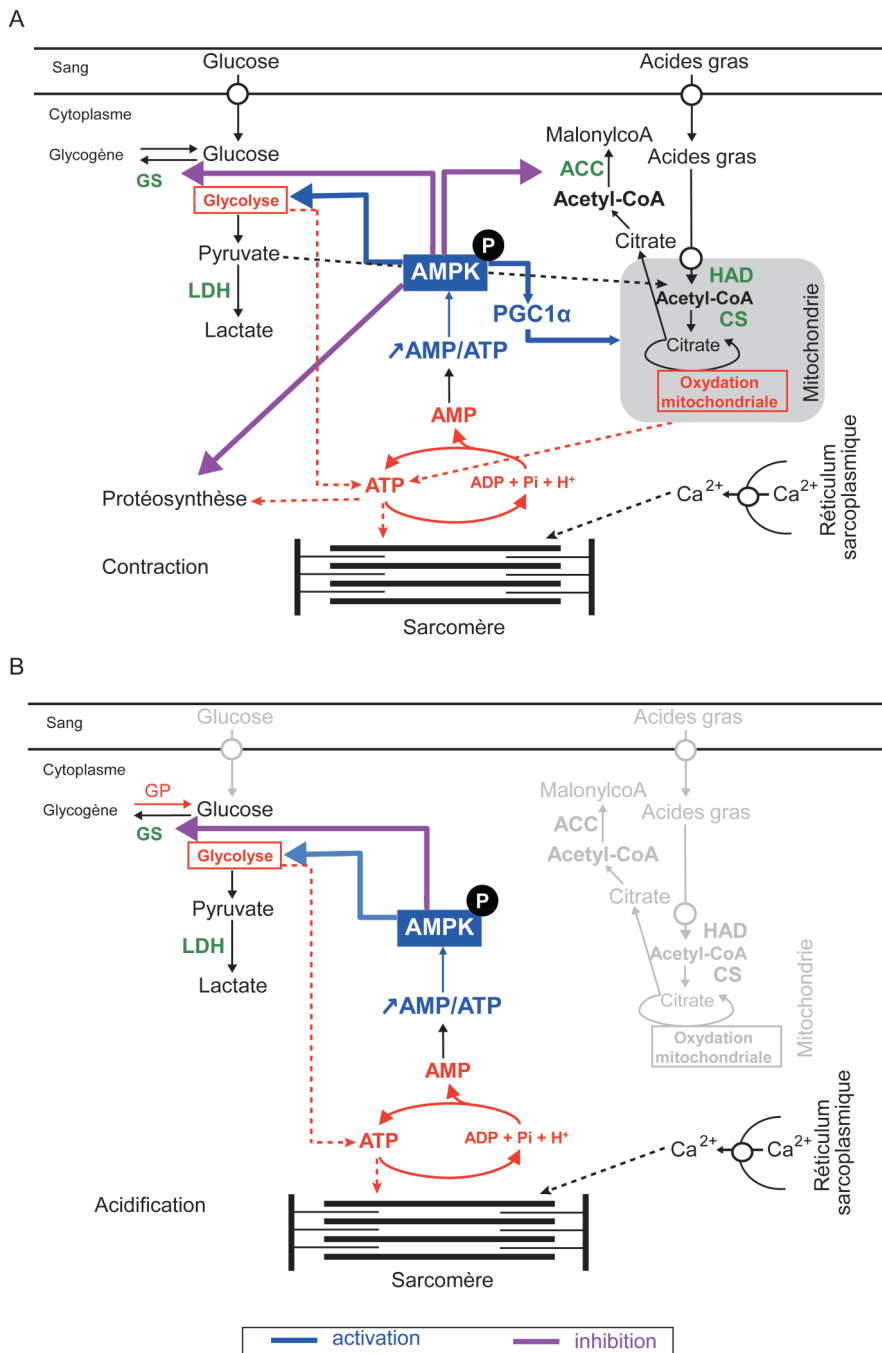 A
Sang
Glucose
Acides gras
Cytoplasme
MalonylcoA
Glycogène
Glucose
Acides gras
ACC
GS
Acetyl-CoA
Glycolyse
Citrate
Pyruvate
P
AMPK
HAD
Acetyl-CoA
LDH
PGC1α
CS
Lactate
↗AMP/ATP
Citrate
Mitochondrie
Oxydation
mitochondriale
AMP
ATP
ADP + Pi + H⁺
Protéosynthèse
Ca²⁺
Ca²⁺
Réticulum
sarcoplasmique
Contraction
Sarcomère
B
Sang
Glucose
Acides gras
Cytoplasme
GP
MalonylcoA
Glycogène
Glucose
Acides gras
GS
ACC
Glycolyse
Acetyl-CoA
Citrate
Pyruvate
P
AMPK
HAD
LDH
Acetyl-CoA
CS
Lactate
↗AMP/ATP
Citrate
Mitochondrie
Oxydation
mitochondriale
AMP
ATP
ADP + Pi + H⁺
Ca²⁺
Ca²⁺
Réticulum
sarcoplasmique
Acidification
Sarcomère
activation
inhibition